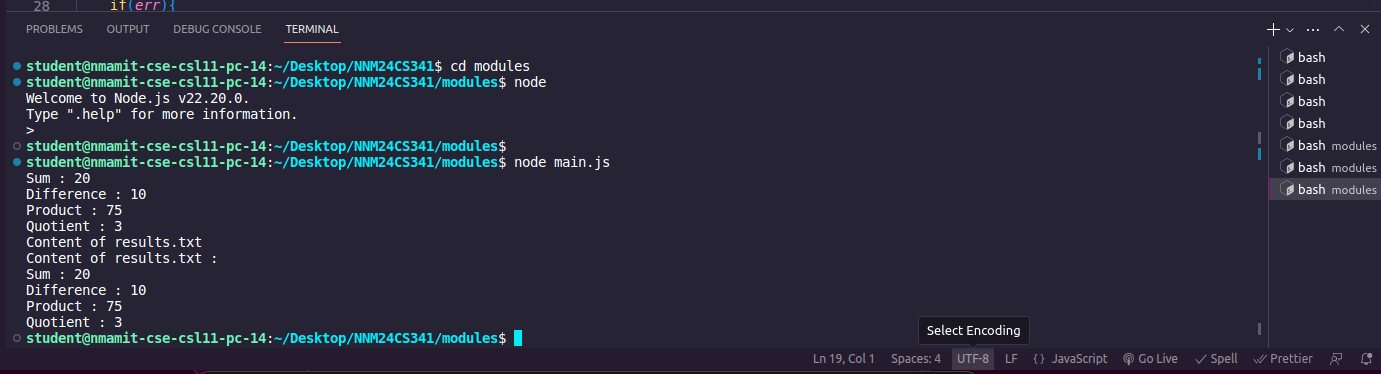 28 if(err){
PROBLEMS OUTPUT DEBUG CONSOLE TERMINAL
student@nmamit-cse-csl11-pc-14:~/Desktop/NNM24CS341$ cd modules
student@nmamit-cse-csl11-pc-14:~/Desktop/NNM24CS341/modules$ node
Welcome to Node.js v22.20.0.
Type ".help" for more information.
>
student@nmamit-cse-csl11-pc-14:~/Desktop/NNM24CS341/modules$
student@nmamit-cse-csl11-pc-14:~/Desktop/NNM24CS341/modules$ node main.js
Sum : 20
Difference : 10
Product : 75
Quotient : 3
Content of results.txt
Content of results.txt :
Sum : 20
Difference : 10
Product : 75
Quotient : 3
student@nmamit-cse-csl11-pc-14:~/Desktop/NNM24CS341/modules$
bash
bash
bash
bash
bash modules
bash modules
bash modules
Select Encoding
Ln 19, Col 1 Spaces: 4 UTF-8 LF {} JavaScript Go Live Spell Prettier